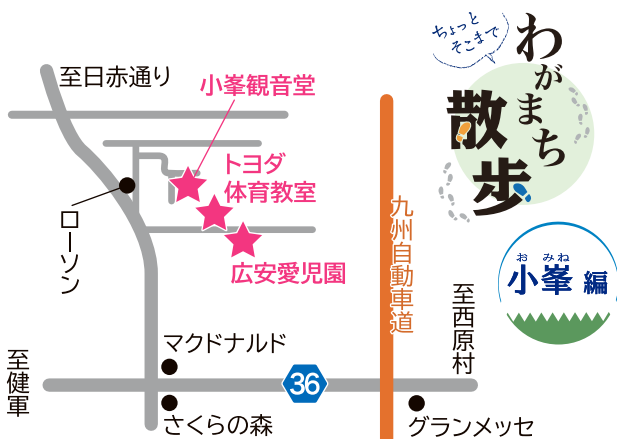 ちょっと
そこまで
わが
まち
散歩
小峯編
おみね
至日赤通り
小峯観音堂
トヨダ
体育教室
広安愛児園
ローソン
九州自動車道
至西原村
マクドナルド
36
至健軍
さくらの森
グランメッセ